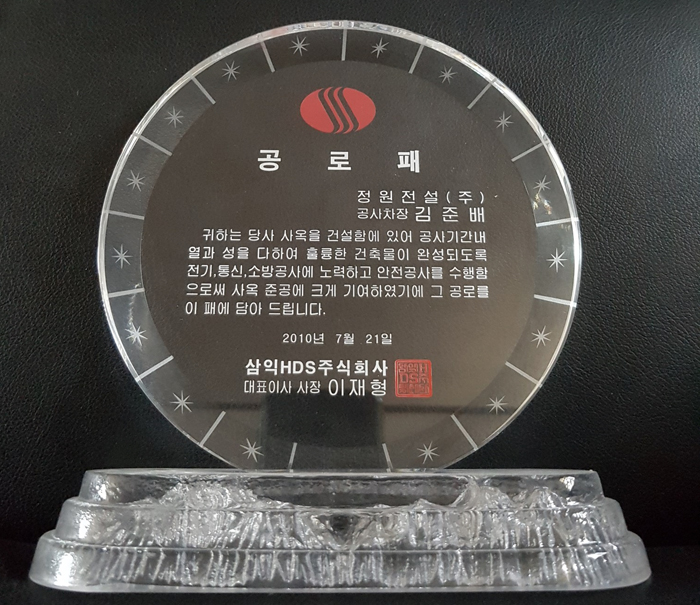 공 로 패
정원전설(주)
공사차장 김준배
귀하는 당사 사옥을 건설함에 있어 공사기간내
열과 성을 다하여 훌륭한 건축물이 완성되도록
전기,통신,소방공사에 노력하고 안전공사를 수행함
으로써 사옥 준공에 크게 기여하였기에 그 공로를
이 패에 담아 드립니다.
2010년 7월 21일
삼익HDS주식회사
대표이사 사장 이재형